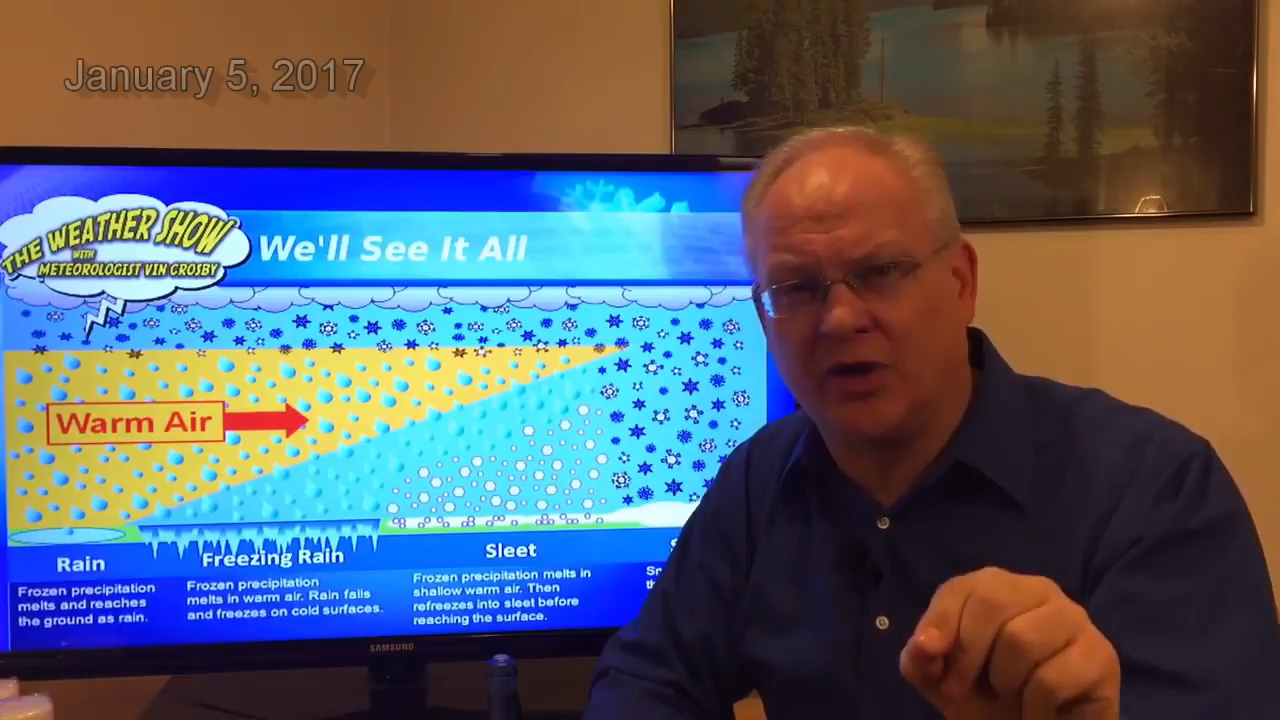 January 5, 2017
THE WEATHER SHOW
WITH
METEOROLOGIST VIN CROSBY
We'll See It All
Warm Air
Rain
Frozen precipitation
melts and reaches
the ground as rain.
Freezing Rain
Frozen precipitation
melts in warm air. Rain falls
and freezes on cold surfaces.
Sleet
Frozen precipitation melts in
shallow warm air. Then
refreezes into sleet before
reaching the surface.
SAMSUNG